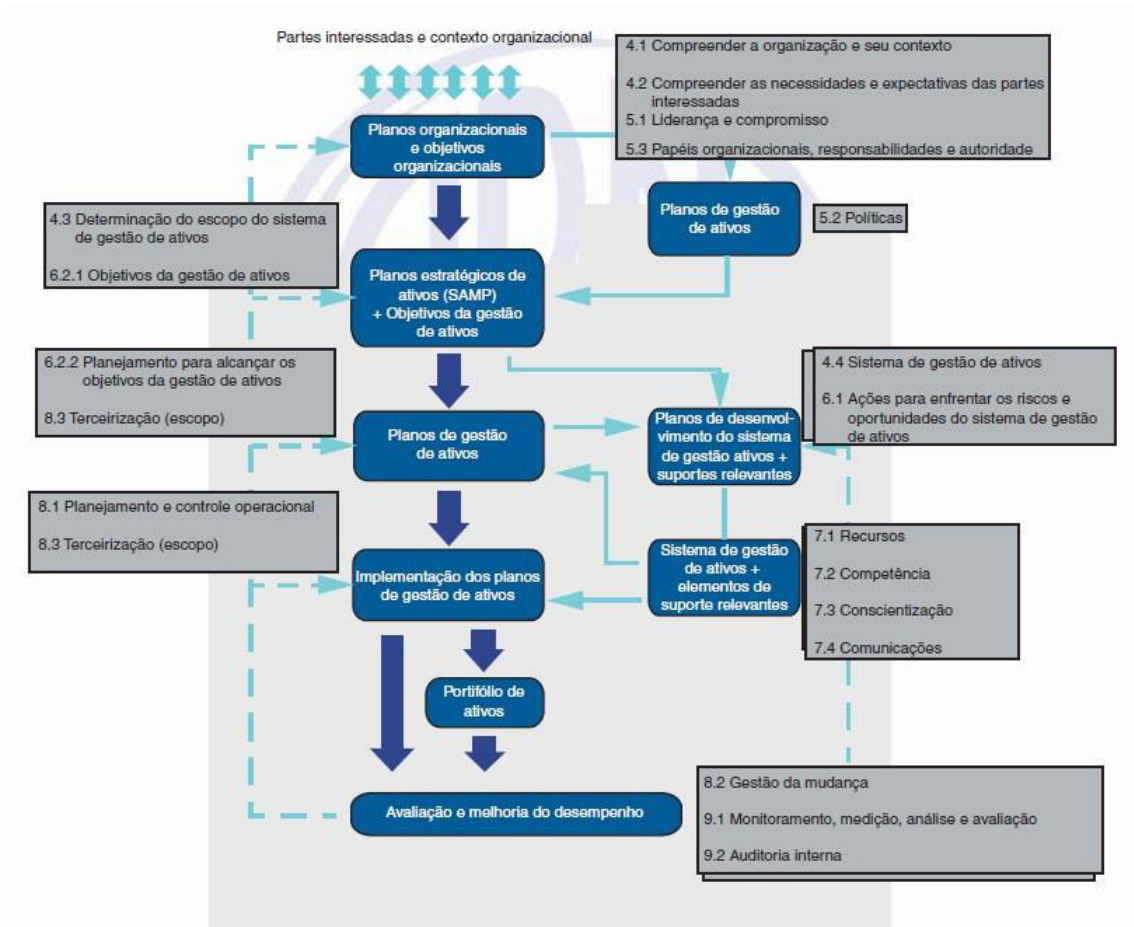 Partes interessadas e contexto organizacional
4.1 Compreender a organização e seu contexto
4.2 Compreender as necessidades e expectativas das partes
interessadas
5.1 Liderança e compromisso
5.3 Papéis organizacionais, responsabilidades e autoridade
Planos organizacionais
e objetivos
organizacionais
Planos de gestão
de ativos
5.2 Políticas
4.3 Determinação do escopo do sistema
de gestão de ativos
6.2.1 Objetivos da gestão de ativos
Planos estratégicos de
ativos (SAMP)
+ Objetivos da gestão
de ativos
6.2.2 Planejamento para alcançar os
objetivos da gestão de ativos
8.3 Terceirização (escopo)
4.4 Sistema de gestão de ativos
6.1 Ações para enfrentar os riscos e
oportunidades do sistema de gestão
de ativos
Planos de gestão
de ativos
Planos de desenvol-
vimento do sistema
de gestão ativos +
suportes relevantes
8.1 Planejamento e controle operacional
8.3 Terceirização (escopo)
Implementação dos planos
de gestão de ativos
Sistema de gestão
de ativos +
elementos de
suporte relevantes
7.1 Recursos
7.2 Competência
7.3 Conscientização
7.4 Comunicações
Portifólio de
ativos
Avaliação e melhoria do desempenho
8.2 Gestão da mudança
9.1 Monitoramento, medição, análise e avaliação
9.2 Auditoria interna